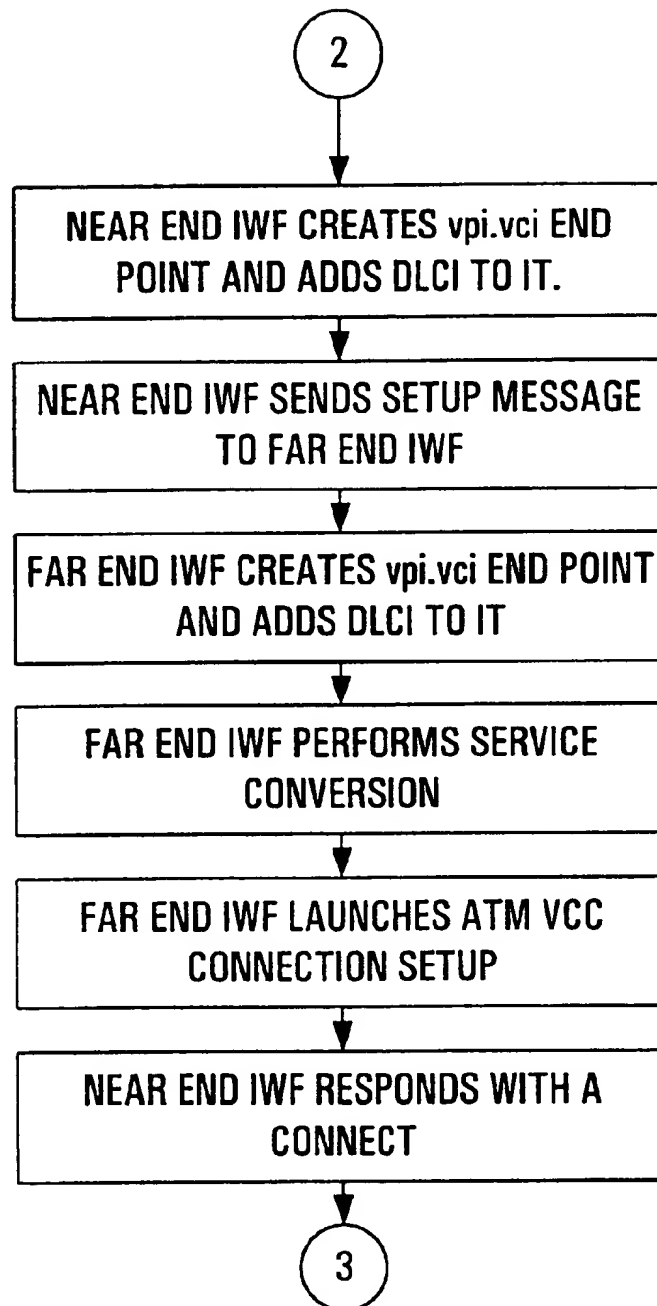 2
NEAR END IWF CREATES vpi.vci END
POINT AND ADDS DLCI TO IT.
NEAR END IWF SENDS SETUP MESSAGE
TO FAR END IWF
FAR END IWF CREATES vpi.vci END POINT
AND ADDS DLCI TO IT
FAR END IWF PERFORMS SERVICE
CONVERSION
FAR END IWF LAUNCHES ATM VCC
CONNECTION SETUP
NEAR END IWF RESPONDS WITH A
CONNECT
3